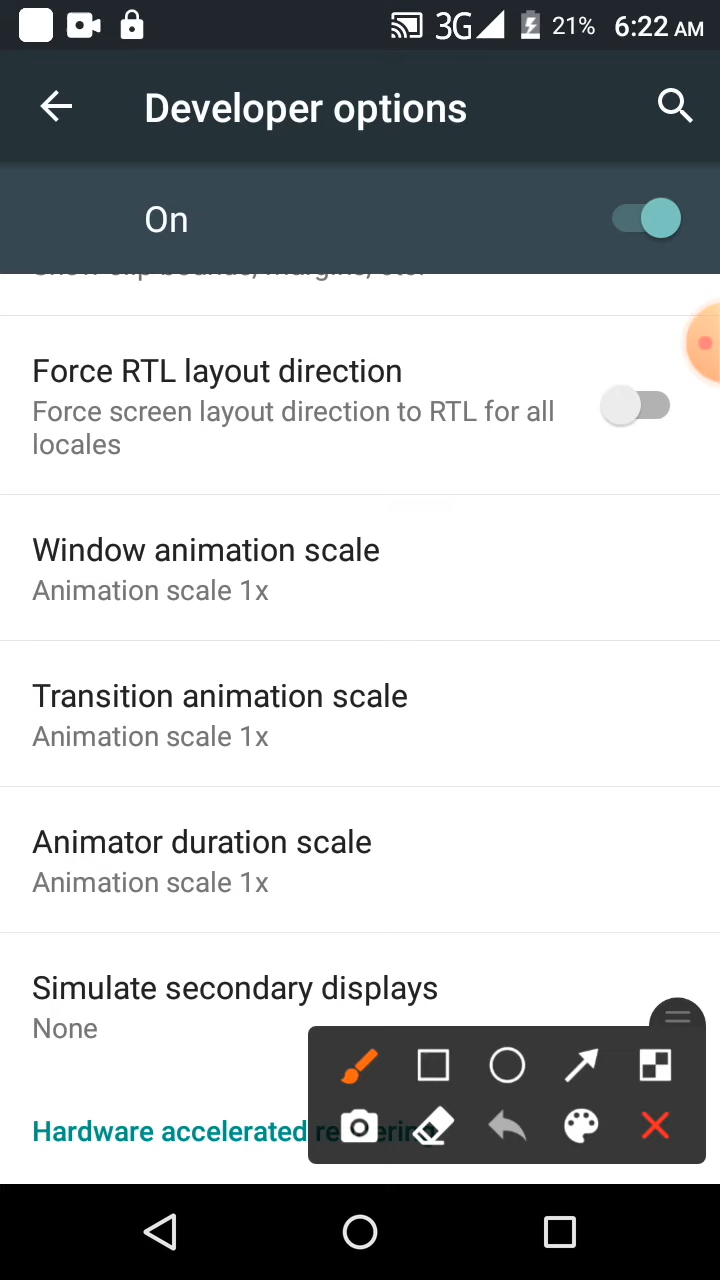 3G 21% 6:22 AM
Developer options
On
Force RTL layout direction
Force screen layout direction to RTL for all
locales
Window animation scale
Animation scale 1x
Transition animation scale
Animation scale 1x
Animator duration scale
Animation scale 1x
Simulate secondary displays
None
Hardware accelerated rendering